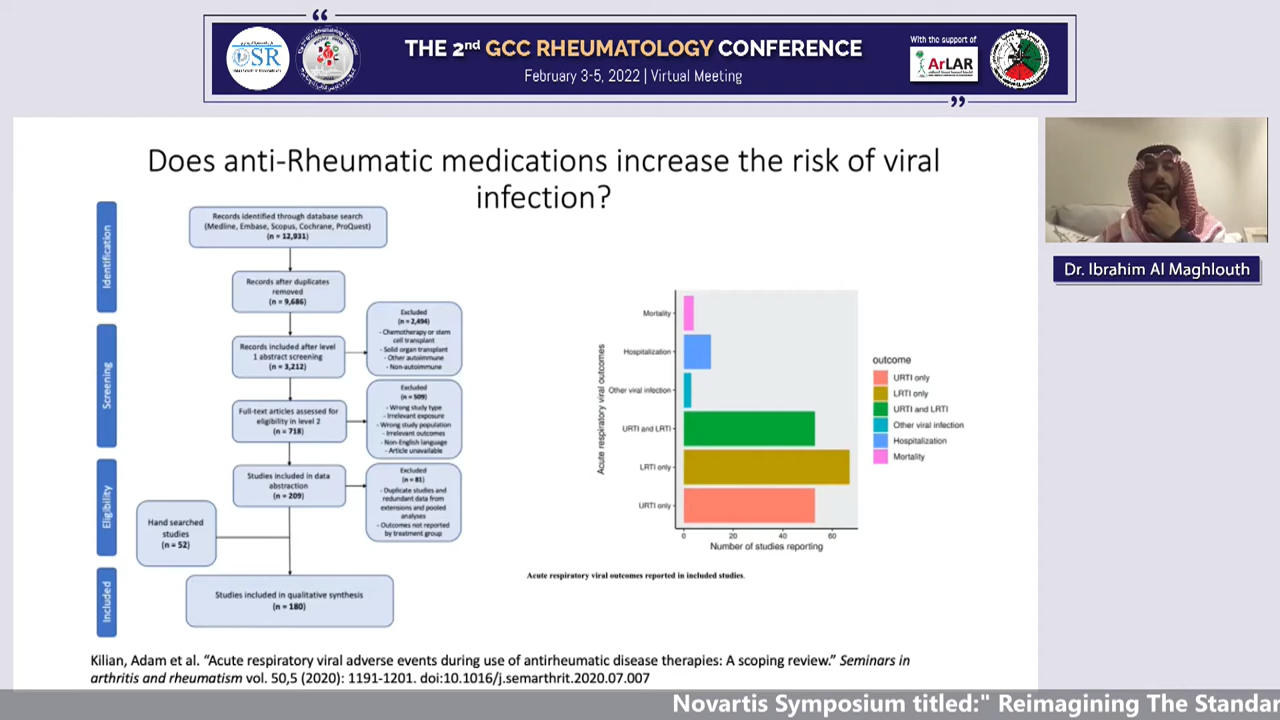 THE 2nd GCC RHEUMATOLOGY CONFERENCE
February 3-5, 2022 | Virtual Meeting
With the support of
SR
ArLAR
Does anti-Rheumatic medications increase the risk of viral
infection?
Identification
Records identified through database search
(Medline, Embase, Scopus, Cochrane, ProQuest)
(n = 12,931)
Records after duplicates
removed
(n = 9,686)
Screening
Records included after level
1 abstract screening
(n = 3,212)
Excluded
(n = 2,494)
- Chemotherapy or stem
cell transplant
- Solid organ transplant
- Other autoimmune
- Non-autoimmune
Full-text articles assessed for
eligibility in level 2
(n = 718)
Excluded
(n = 509)
- Wrong study type
- Irrelevant exposure
- Wrong study population
- Irrelevant outcomes
- Non-English language
- Article unavailable
Eligibility
Studies included in data
abstraction
(n = 209)
Excluded
(n = 81)
- Duplicate studies and
redundant data from
extensions and pooled
analyses
- Outcomes not reported
by treatment group
Hand searched
studies
(n = 52)
Included
Studies included in qualitative synthesis
(n = 180)
Acute respiratory viral outcomes
Mortality
Hospitalization
Other viral infection
URTI and LRTI
LRTI only
URTI only
0 20 40 60
Number of studies reporting
outcome
URTI only
LRTI only
URTI and LRTI
Other viral infection
Hospitalization
Mortality
Acute respiratory viral outcomes reported in included studies.
Kilian, Adam et al. “Acute respiratory viral adverse events during use of antirheumatic disease therapies: A scoping review.” Seminars in
arthritis and rheumatism vol. 50,5 (2020): 1191-1201. doi:10.1016/j.semarthrit.2020.07.007
Dr. Ibrahim Al Maghlouth
Novartis Symposium titled:" Reimagining The Standar